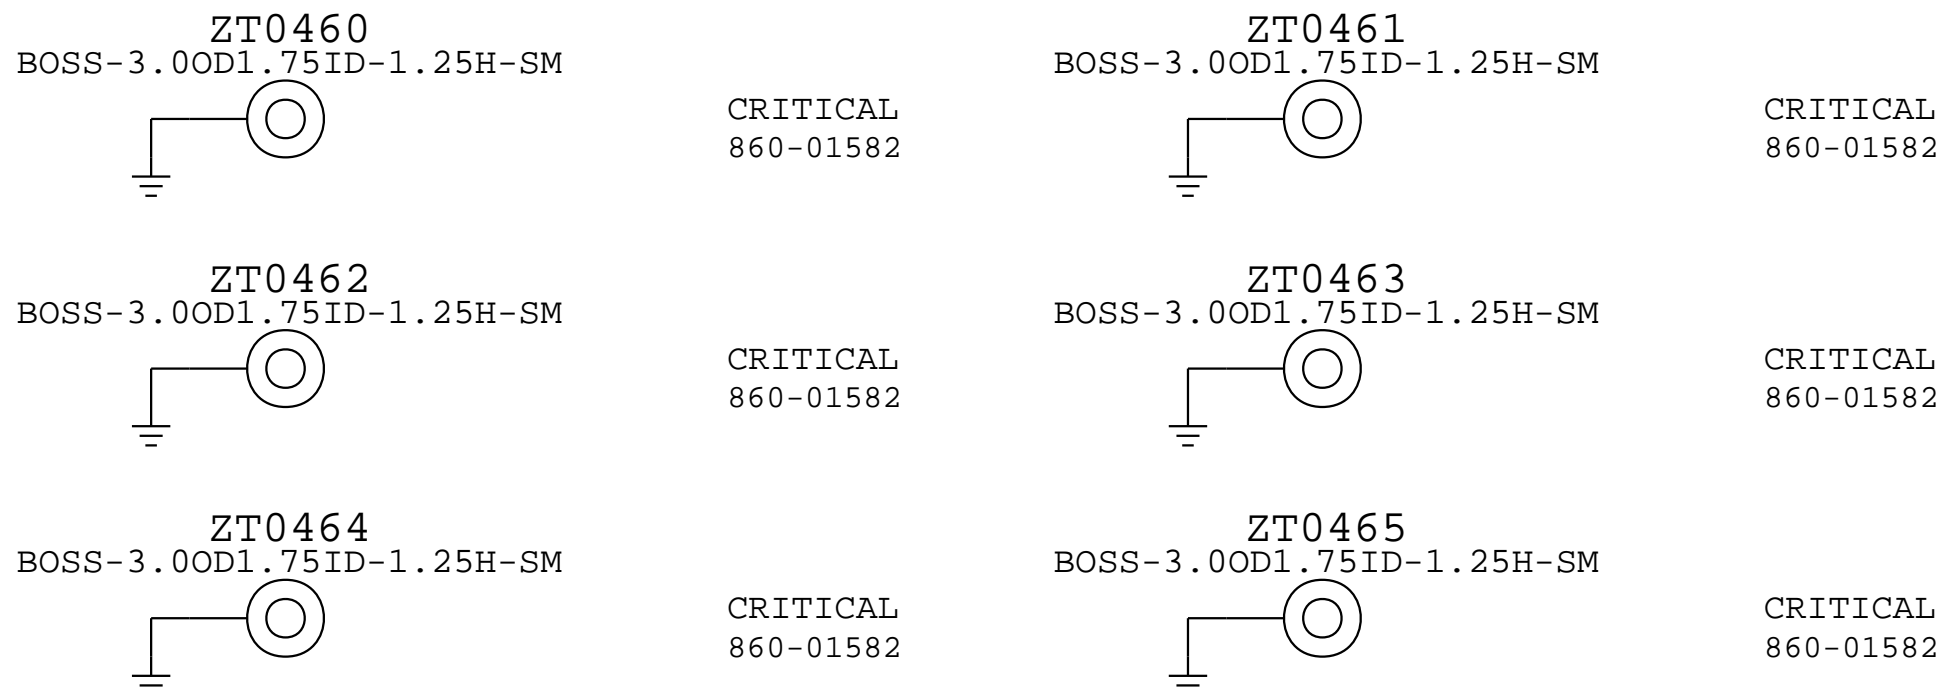 ZT0460
BOSS-3.0OD1.75ID-1.25H-SM
CRITICAL
860-01582
ZT0461
BOSS-3.0OD1.75ID-1.25H-SM
CRITICAL
860-01582
ZT0462
BOSS-3.0OD1.75ID-1.25H-SM
CRITICAL
860-01582
ZT0463
BOSS-3.0OD1.75ID-1.25H-SM
CRITICAL
860-01582
ZT0464
BOSS-3.0OD1.75ID-1.25H-SM
CRITICAL
860-01582
ZT0465
BOSS-3.0OD1.75ID-1.25H-SM
CRITICAL
860-01582